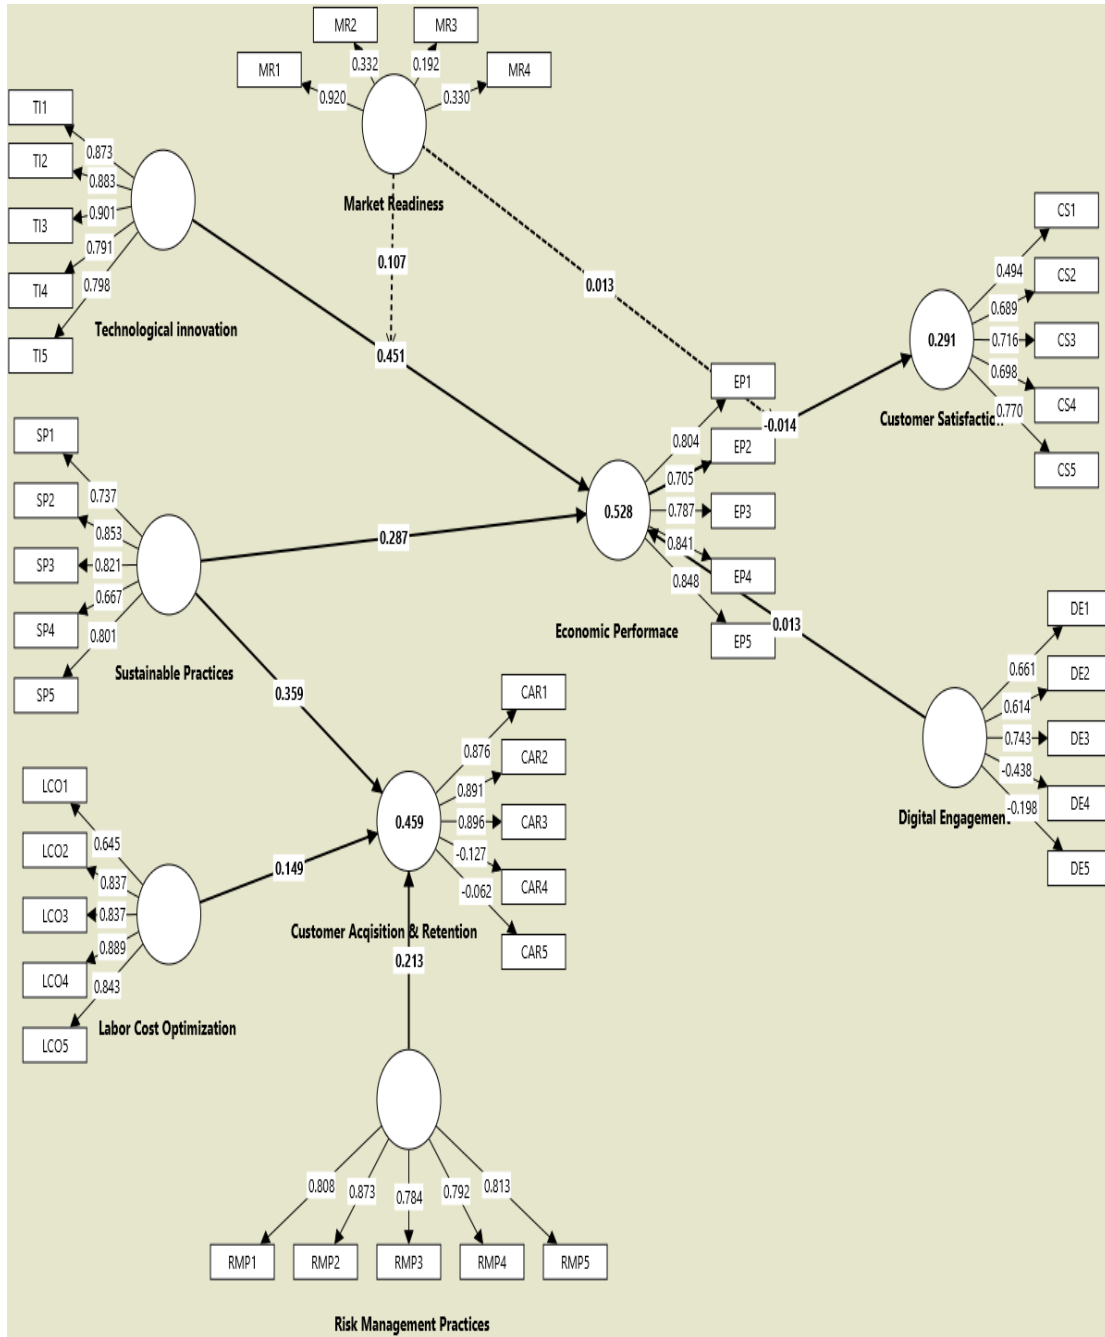 MR2
MR3
MR1
0.332
0.192
MR4
0.920
0.330
TI1
0.873
TI2
0.883
TI3
0.901
0.791
TI4
0.798
TI5
Technological innovation
Market Readiness
0.107
0.013
0.451
CS1
0.494
CS2
0.689
0.291
0.716
CS3
0.698
CS4
0.770
Customer Satisfaction
CS5
EP1
-0.014
0.804
EP2
0.705
0.528
0.787
EP3
0.841
EP4
0.848
EP5
Economic Performace
0.013
SP1
0.737
SP2
0.853
SP3
0.821
0.667
SP4
0.801
SP5
Sustainable Practices
0.287
0.359
DE1
0.661
DE2
0.614
0.743
DE3
-0.438
DE4
-0.198
Digital Engagement
DE5
CAR1
0.876
CAR2
0.891
0.459
0.896
CAR3
-0.127
CAR4
-0.062
CAR5
Customer Acqisition & Retention
0.213
LCO1
0.645
LCO2
0.837
LCO3
0.837
0.889
LCO4
0.843
LCO5
Labor Cost Optimization
0.149
0.808
0.873
0.784
0.792
0.813
RMP1
RMP2
RMP3
RMP4
RMP5
Risk Management Practices